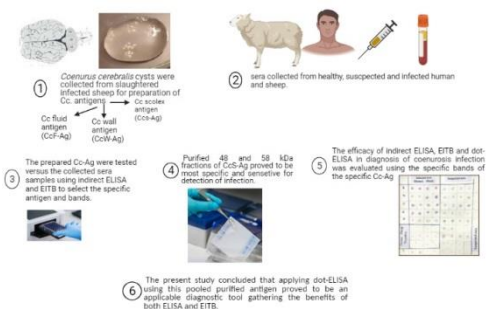 1
Coenurus cerebralis cysts were
collected from slaughtered
infected sheep for preparation of
Cc. antigens
Cc fluid
antigen
(CcF-Ag)
Cc wall
antigen
(CcW-Ag)
Cc scolex
antigen
(Ccs-Ag)
2
sera collected from healthy, suscpected and infected human
and sheep.
3
The prepared Cc-Ag were tested
versus the collected sera
samples using indirect ELISA
and EITB to select the specific
antigen and bands.
4
Purified 48 and 58 kDa
fractions of CcS-Ag proved to be
most specific and sensetive for
detection of infection.
5
The efficacy of indirect ELISA, EITB and dot-
ELISA in diagnosis of coenurosis infection
was evaluated using the specific bands of
the specific Cc-Ag
6
The present study concluded that applying dot-ELISA
using this pooled purified antigen proved to be an
applicable diagnostic tool gathering the benefits of
both ELISA and EITB.